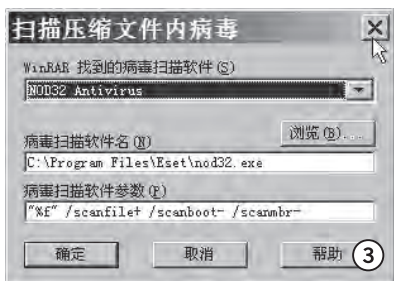 扫描压缩文件内病毒
WinRAR 找到的病毒扫描软件(S)
NOD32 Antivirus
病毒扫描软件名(N)
浏览(B)....
C:\Program Files\Eset\nod32.exe
病毒扫描软件参数(P)
"%f" /scanfile+ /scanboot- /scanmbr-
确定
取消
帮助
③